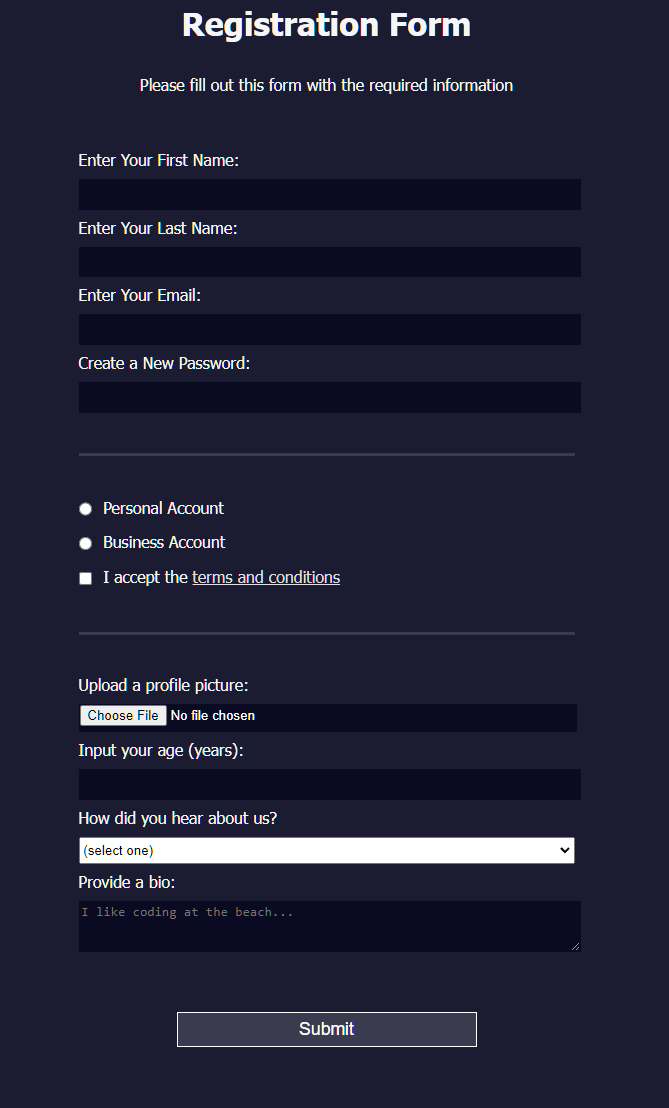 Registration Form
Please fill out this form with the required information
Enter Your First Name:
Enter Your Last Name:
Enter Your Email:
Create a New Password:
Personal Account
Business Account
I accept the terms and conditions
Upload a profile picture:
Choose File No file chosen
Input your age (years):
How did you hear about us?
(select one)
Provide a bio:
I like coding at the beach...
Submit